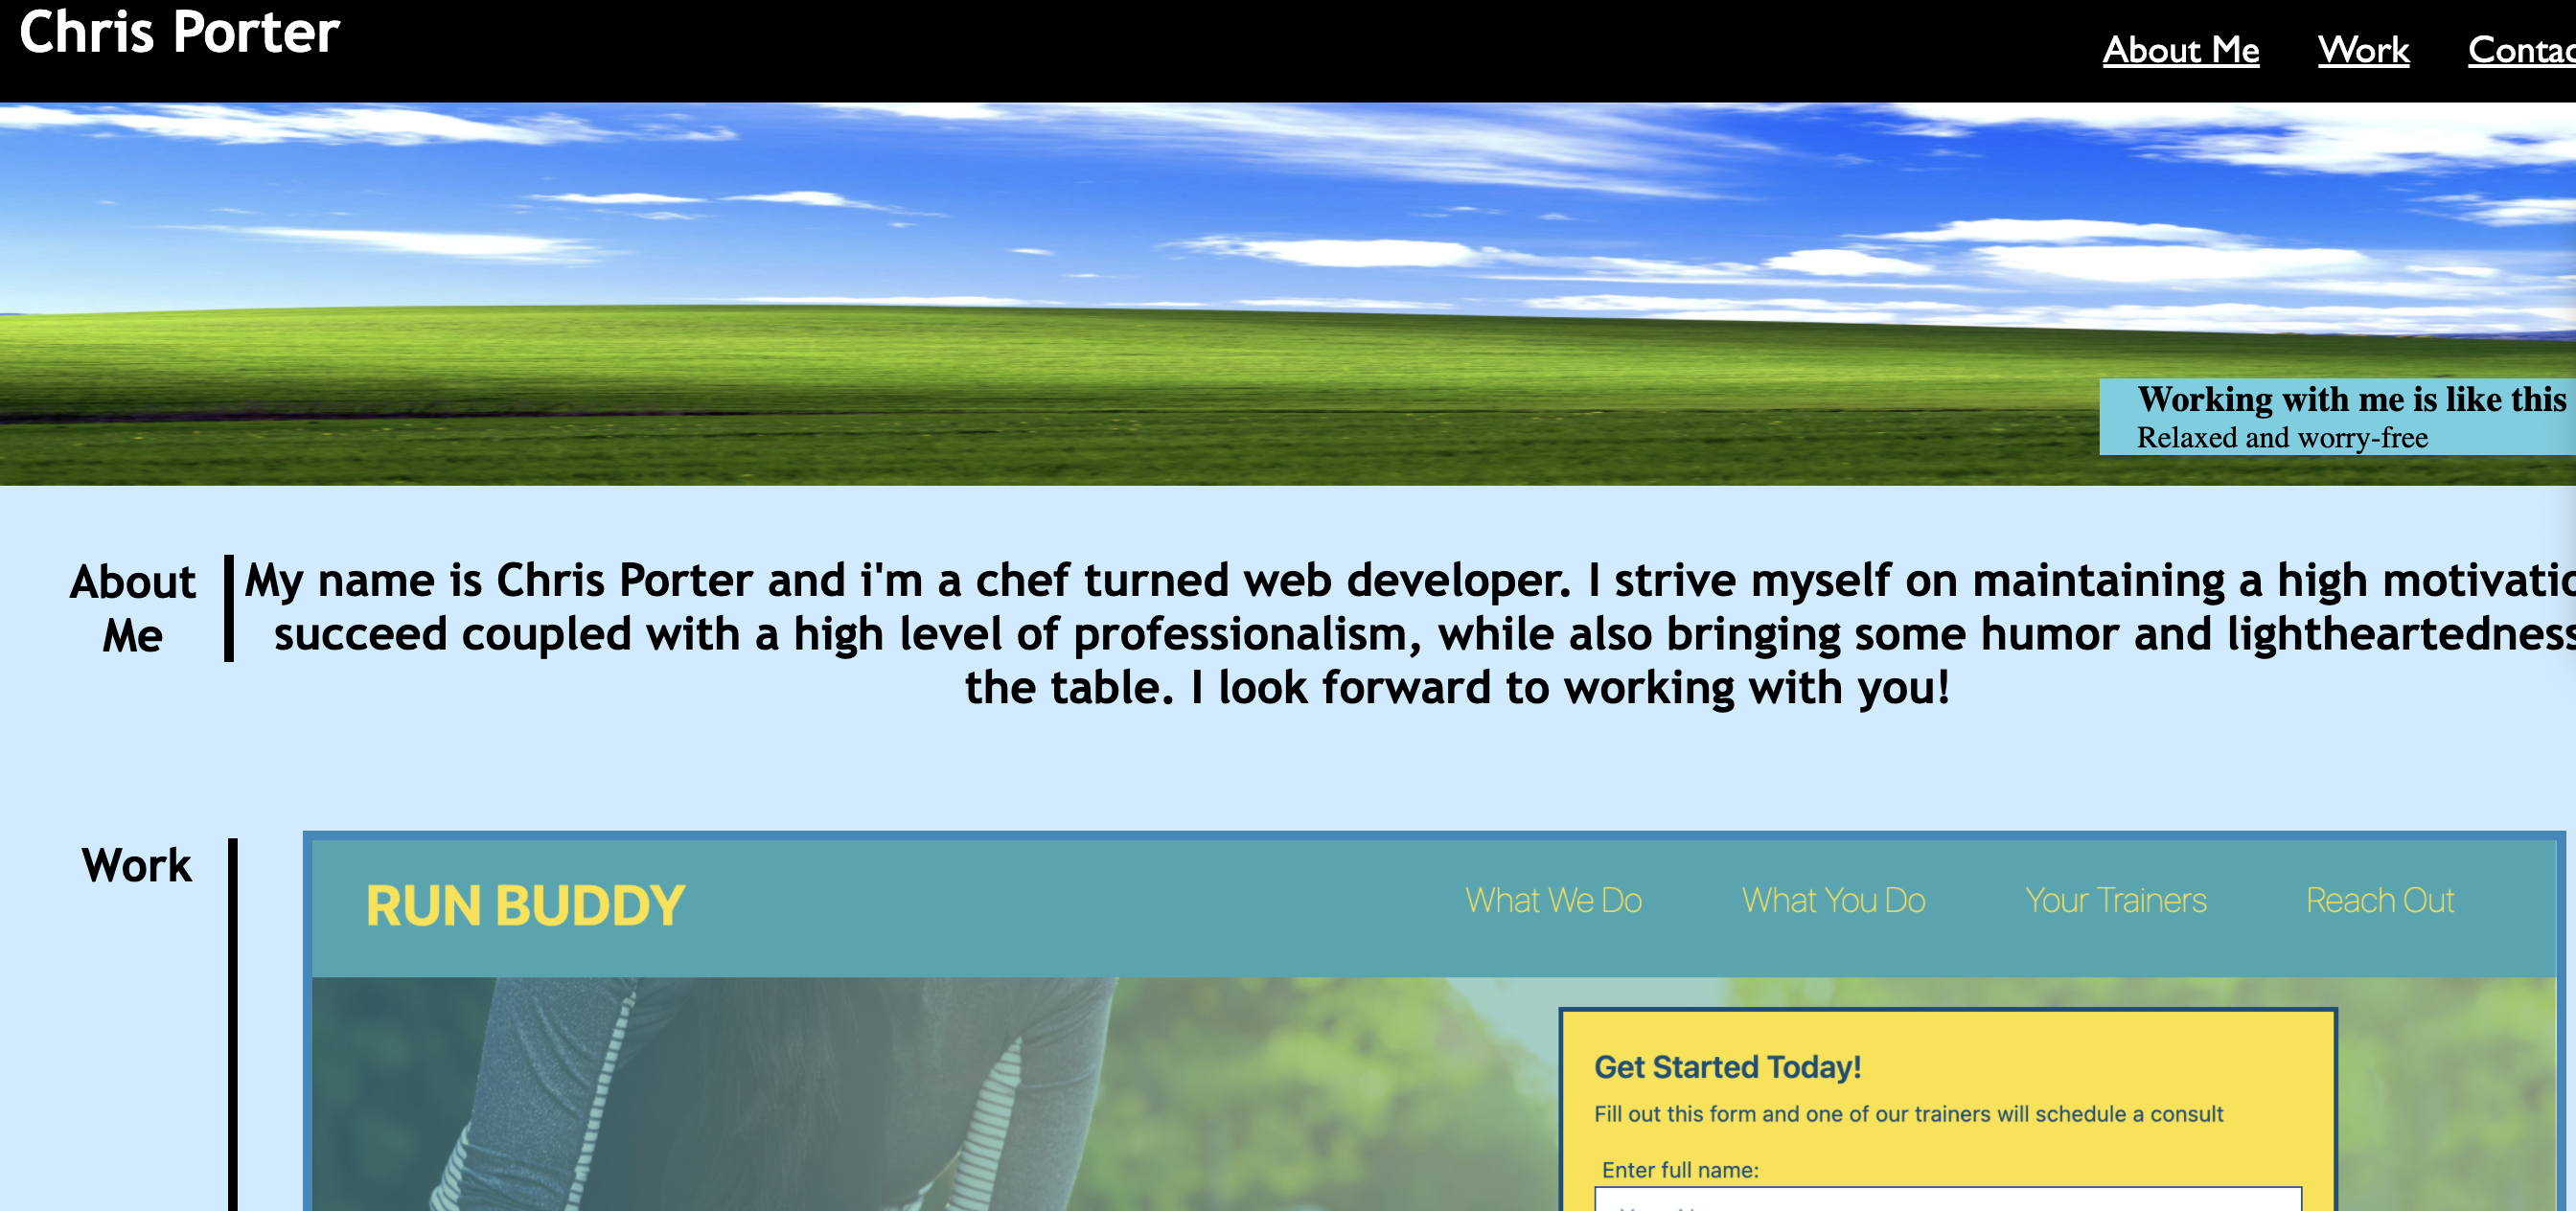 Chris Porter
About Me Work Contac
Working with me is like this
Relaxed and worry-free
About
Me
My name is Chris Porter and i'm a chef turned web developer. I strive myself on maintaining a high motivatio
succeed coupled with a high level of professionalism, while also bringing some humor and lightheartedness
the table. I look forward to working with you!
Work
RUN BUDDY
What We Do What You Do Your Trainers Reach Out
Get Started Today!
Fill out this form and one of our trainers will schedule a consult
Enter full name: